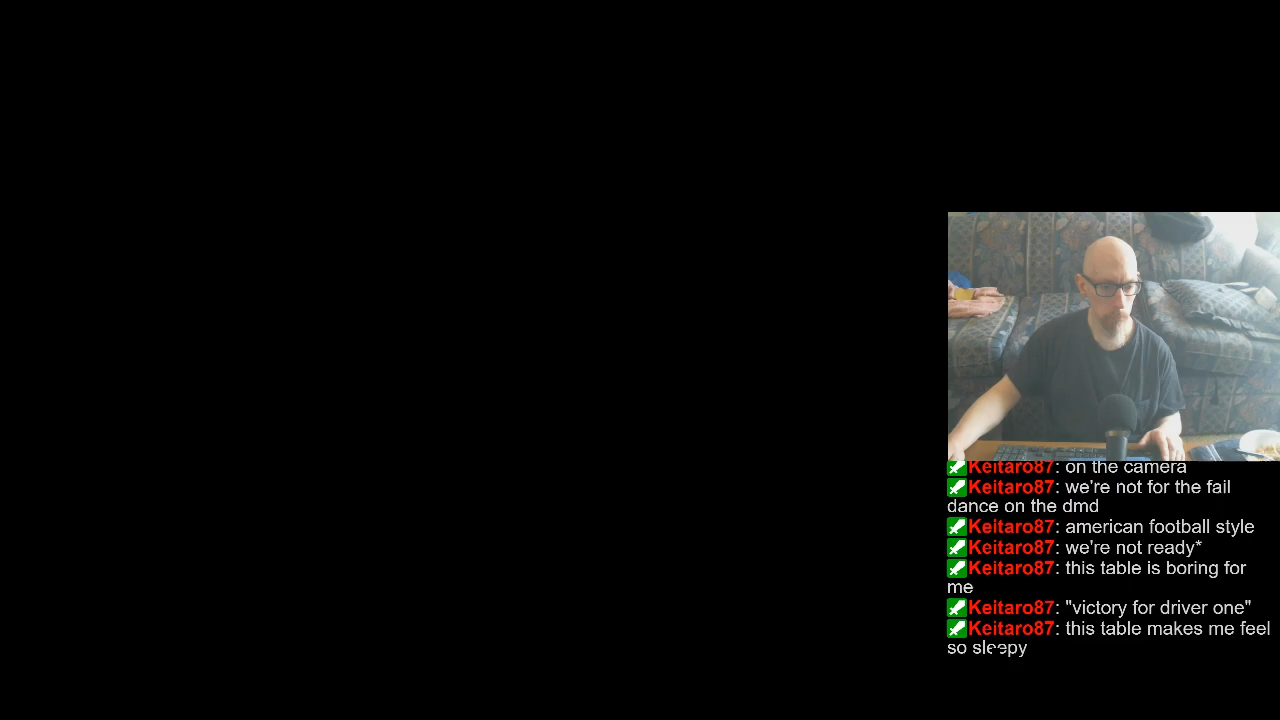 Keitaro87: on the camera
Keitaro87: we're not for the fail
dance on the dmd
Keitaro87: american football style
Keitaro87: we're not ready*
Keitaro87: this table is boring for
me
Keitaro87: "victory for driver one"
Keitaro87: this table makes me feel
so sleepy